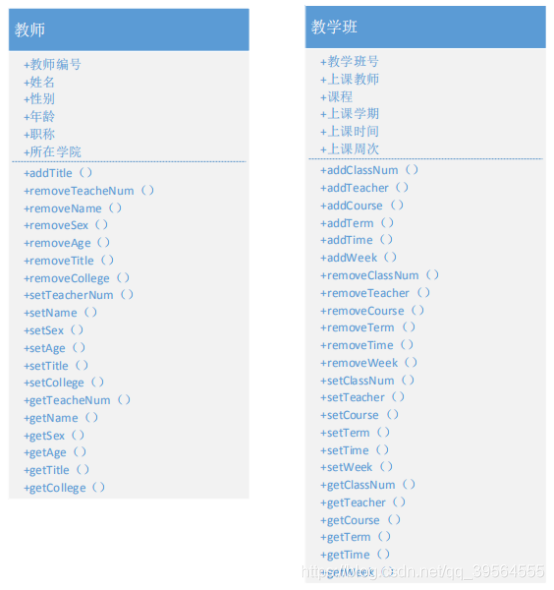 教师
+教师编号
+姓名
+性别
+年龄
+职称
+所在学院
+addTitle（）
+removeTeacheNum（）
+removeName（）
+removeSex（）
+removeAge（）
+removeTitle（）
+removeCollege（）
+setTeacherNum（）
+setName（）
+setSex（）
+setAge（）
+setTitle（）
+setCollege（）
+getTeacheNum（）
+getName（）
+getSex（）
+getAge（）
+getTitle（）
+getCollege（）
教学班
+教学班号
+上课教师
+课程
+上课学期
+上课时间
+上课周次
+addClassNum（）
+addTeacher（）
+addCourse（）
+addTerm（）
+addTime（）
+addWeek（）
+removeClassNum（）
+removeTeacher（）
+removeCourse（）
+removeTerm（）
+removeTime（）
+removeWeek（）
+setClassNum（）
+setTeacher（）
+setCourse（）
+setTerm（）
+setTime（）
+setWeek（）
+getClassNum（）
+getTeacher（）
+getCourse（）
+getTerm（）
+getTime（）
+getWeek（）
https://blog.csdn.net/qq_39564555